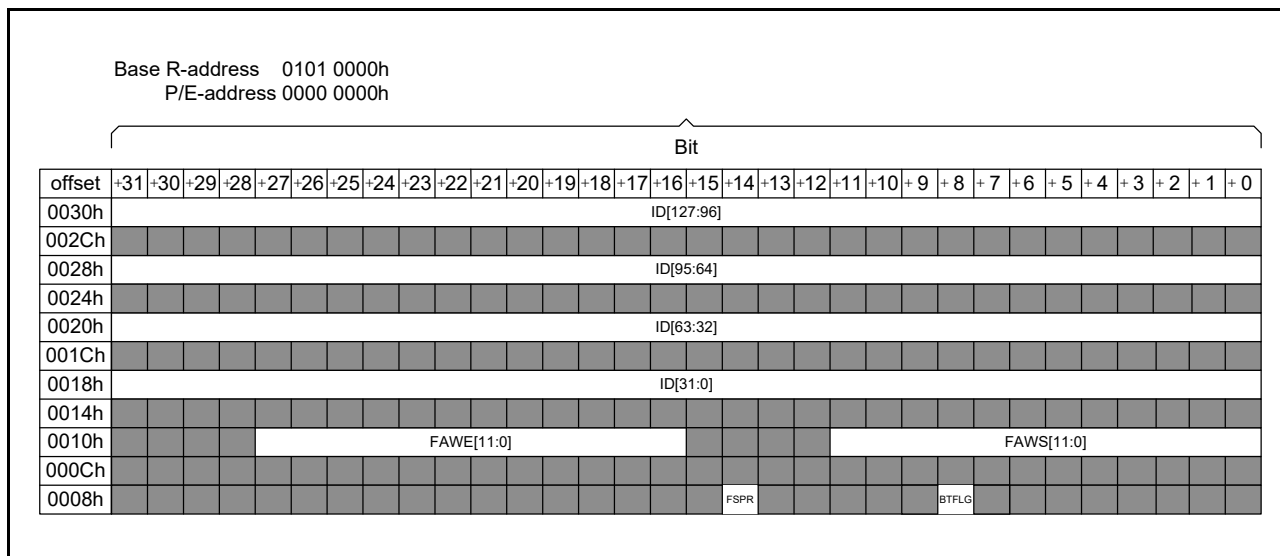 Base R-address 0101 0000h
P/E-address 0000 0000h
Bit
offset +31 +30 +29 +28 +27 +26 +25 +24 +23 +22 +21 +20 +19 +18 +17 +16 +15 +14 +13 +12 +11 +10 + 9 + 8 + 7 + 6 + 5 + 4 + 3 + 2 + 1 + 0
0030h ID[127:96]
002Ch
0028h ID[95:64]
0024h
0020h ID[63:32]
001Ch
0018h ID[31:0]
0014h
0010h FAWE[11:0] FAWS[11:0]
000Ch
0008h FSPR BTFLG